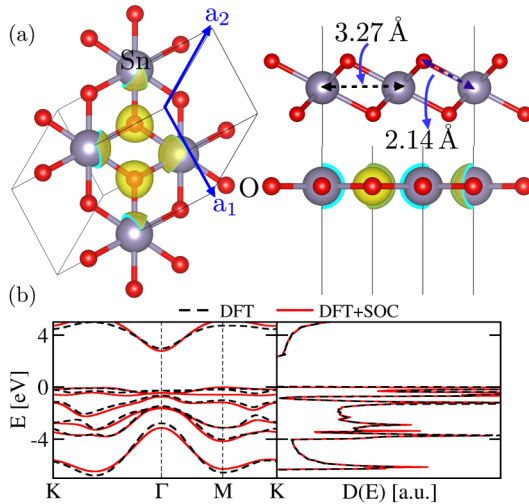 (a)
a2
Sn
3.27 Å
2.14 Å
O
a1
(b)
DFT DFT+SOC
4
0
-4
E [eV]
K Γ M K
D(E) [a.u.]